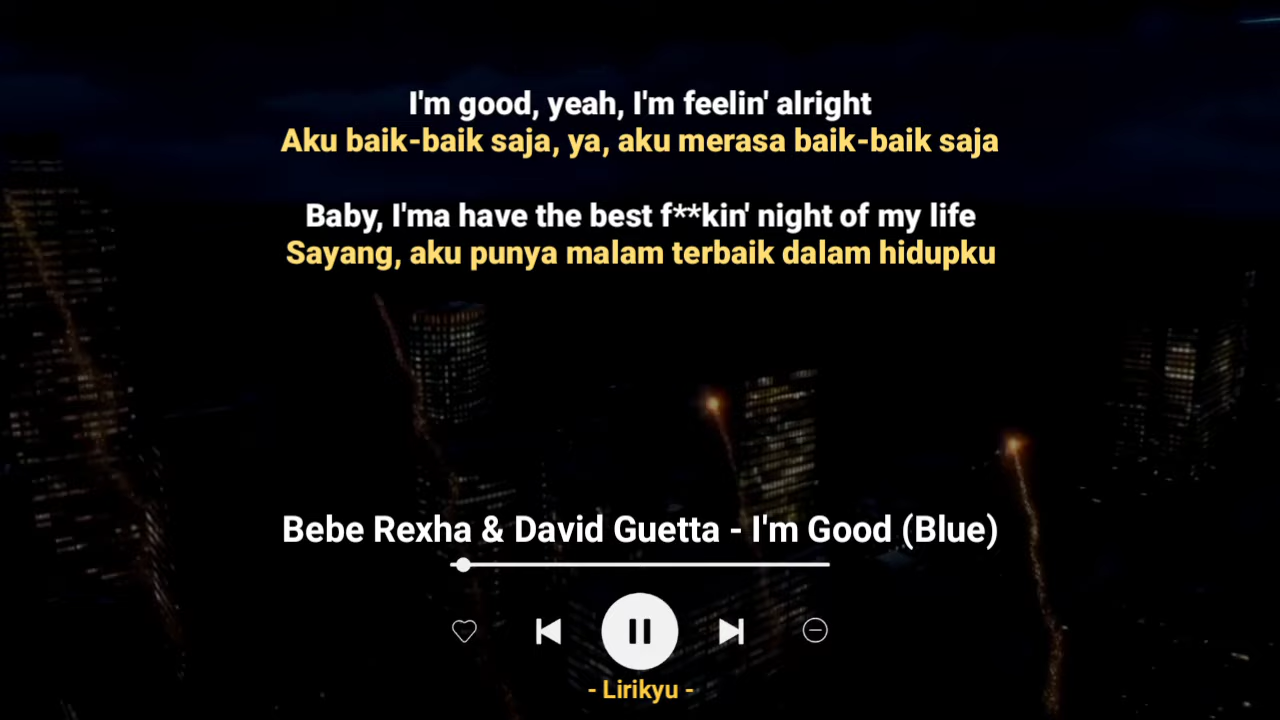 I'm good, yeah, I'm feelin' alright
Aku baik-baik saja, ya, aku merasa baik-baik saja
Baby, I'ma have the best f**kin' night of my life
Sayang, aku punya malam terbaik dalam hidupku
Bebe Rexha & David Guetta - I'm Good (Blue)
- Lirikyu -